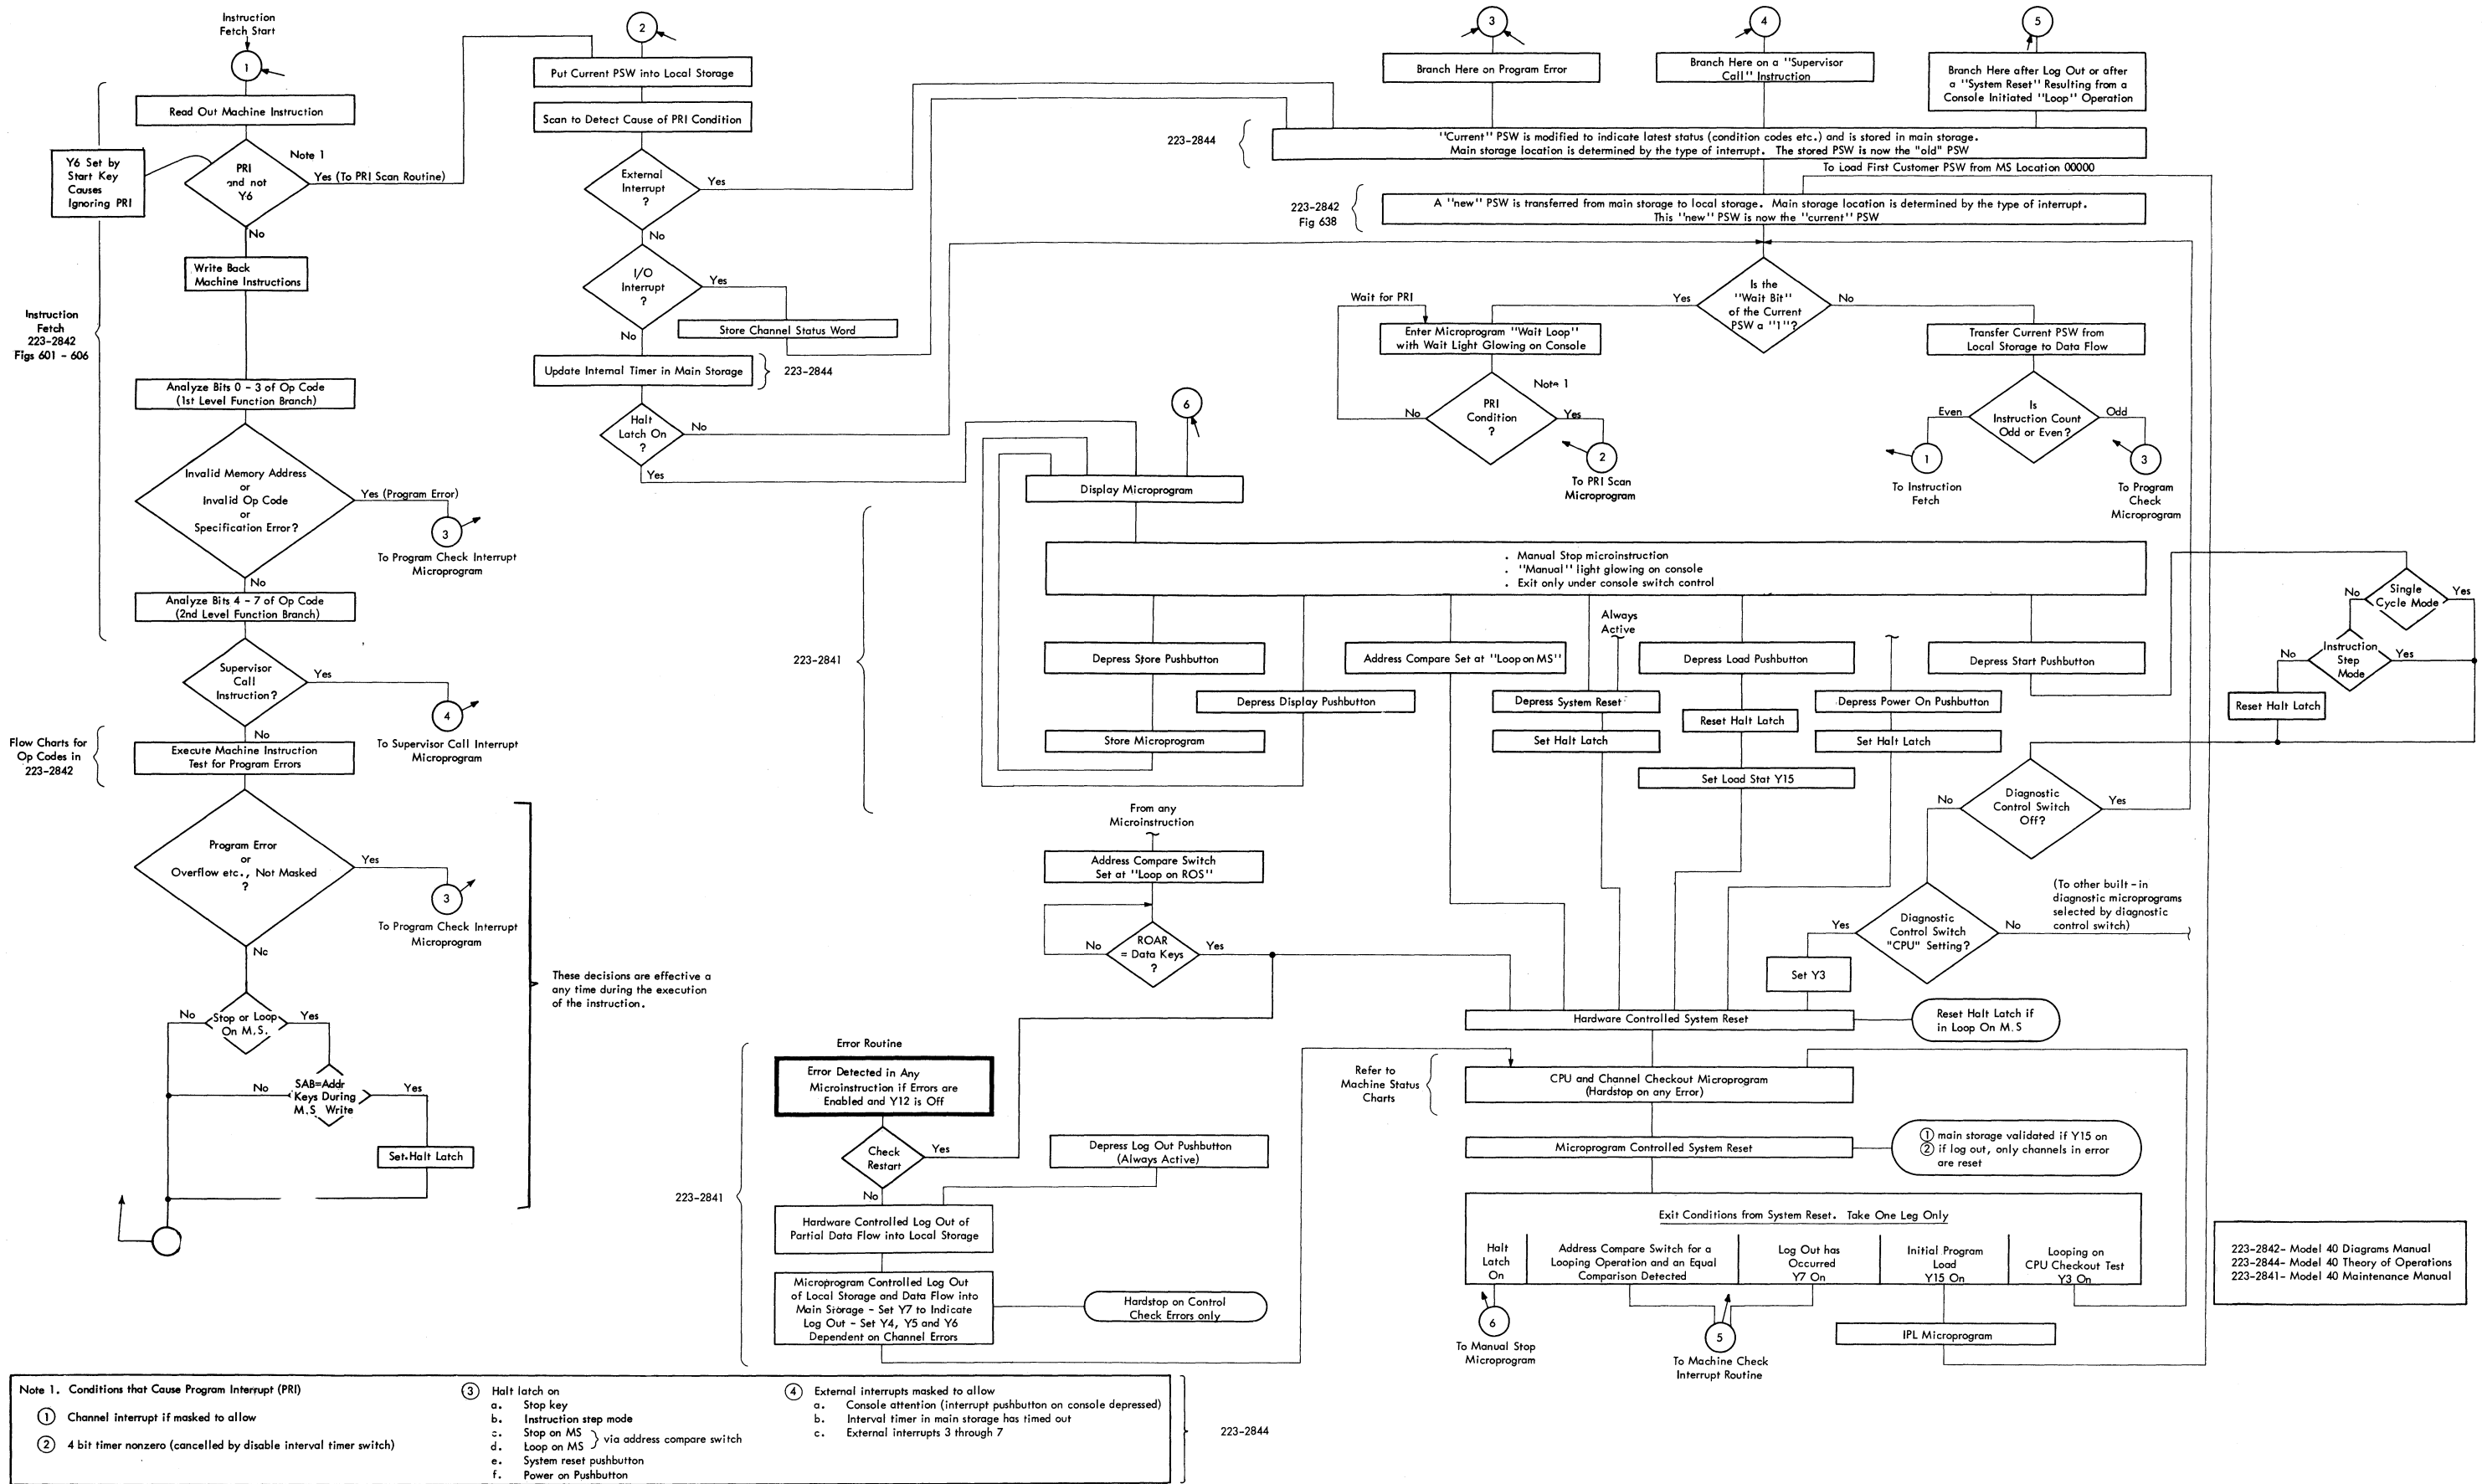 Instruction
Fetch Start
1
Read Out Machine Instruction
Y6 Set by
Start Key
Causes
Ignoring PRI
PRI
and not
Y6
Note 1
Yes (To PRI Scan Routine)
No
Write Back
Machine Instructions
Instruction
Fetch
223-2842
Figs 601 - 606
Analyze Bits 0 - 3 of Op Code
(1st Level Function Branch)
Invalid Memory Address
or
Invalid Op Code
or
Specification Error?
Yes (Program Error)
3
To Program Check Interrupt
Microprogram
No
Analyze Bits 4 - 7 of Op Code
(2nd Level Function Branch)
Supervisor
Call
Instruction?
Yes
4
To Supervisor Call Interrupt
Microprogram
No
Flow Charts for
Op Codes in
223-2842
Execute Machine Instruction
Test for Program Errors
Program Error
or
Overflow etc., Not Masked
?
Yes
3
To Program Check Interrupt
Microprogram
Nc
These decisions are effective a
any time during the execution
of the instruction.
No
Stop or Loop
On M.S.
Yes
No
SAB=Addr
Keys During
M.S Write
Yes
Set.Halt Latch
2
Put Current PSW into Local Storage
Scan to Detect Cause of PRI Condition
External
Interrupt
?
Yes
No
I/O
Interrupt
?
Yes
Store Channel Status Word
No
Update Internal Timer in Main Storage
223-2844
Halt
Latch On
?
No
Yes
3
Branch Here on Program Error
4
Branch Here on a "Supervisor
Call" Instruction
5
Branch Here after Log Out or after
a "System Reset" Resulting from a
Console Initiated "Loop" Operation
223-2844
"Current" PSW is modified to indicate latest status (condition codes etc.) and is stored in main storage.
Main storage location is determined by the type of interrupt. The stored PSW is now the "old" PSW
To Load First Customer PSW from MS Location 00000
223-2842
Fig 638
A "new" PSW is transferred from main storage to local storage. Main storage location is determined by the type of interrupt.
This "new" PSW is now the "current" PSW
Is the
"Wait Bit"
of the Current
PSW a "1"?
Yes
No
Wait for PRI
Enter Microprogram "Wait Loop"
with Wait Light Glowing on Console
Transfer Current PSW from
Local Storage to Data Flow
PRI
Condition
?
Note 1
No
Yes
2
To PRI Scan
Microprogram
Is
Instruction Count
Odd or Even?
Even
Odd
1
To Instruction
Fetch
3
To Program
Check
Microprogram
6
Display Microprogram
. Manual Stop microinstruction
. "Manual" light glowing on console
. Exit only under console switch control
223-2841
Depress Store Pushbutton
Depress Display Pushbutton
Store Microprogram
Address Compare Set at "Loop on MS"
Always
Active
Depress System Reset
Set Halt Latch
Depress Load Pushbutton
Reset Halt Latch
Set Load Stat Y15
Depress Power On Pushbutton
Set Halt Latch
Depress Start Pushbutton
No
Single
Cycle Mode
Yes
No
Instruction
Step
Mode
Yes
Reset Halt Latch
No
Diagnostic
Control Switch
Off?
Yes
Yes
Diagnostic
Control Switch
"CPU" Setting?
No
(To other built-in
diagnostic microprograms
selected by diagnostic
control switch)
Set Y3
From any
Microinstruction
Address Compare Switch
Set at "Loop on ROS"
No
ROAR
= Data Keys
?
Yes
Hardware Controlled System Reset
Reset Halt Latch if
in Loop On M.S
Error Routine
Error Detected in Any
Microinstruction if Errors are
Enabled and Y12 is Off
Check
Restart
Yes
No
Depress Log Out Pushbutton
(Always Active)
223-2841
Hardware Controlled Log Out of
Partial Data Flow into Local Storage
Microprogram Controlled Log Out
of Local Storage and Data Flow into
Main Storage - Set Y7 to Indicate
Log Out - Set Y4, Y5 and Y6
Dependent on Channel Errors
Hardstop on Control
Check Errors only
Refer to
Machine Status
Charts
CPU and Channel Checkout Microprogram
(Hardstop on any Error)
Microprogram Controlled System Reset
1 main storage validated if Y15 on
2 if log out, only channels in error
are reset
Exit Conditions from System Reset. Take One Leg Only
Halt
Latch
On
Address Compare Switch for a
Looping Operation and an Equal
Comparison Detected
Log Out has
Occurred
Y7 On
Initial Program
Load
Y15 On
Looping on
CPU Checkout Test
Y3 On
6
To Manual Stop
Microprogram
5
To Machine Check
Interrupt Routine
IPL Microprogram
223-2842- Model 40 Diagrams Manual
223-2844- Model 40 Theory of Operations
223-2841- Model 40 Maintenance Manual
Note 1. Conditions that Cause Program Interrupt (PRI)
1 Channel interrupt if masked to allow
2 4 bit timer nonzero (cancelled by disable interval timer switch)
3 Halt latch on
a. Stop key
b. Instruction step mode
c. Stop on MS
d. Loop on MS
via address compare switch
e. System reset pushbutton
f. Power on Pushbutton
4 External interrupts masked to allow
a. Console attention (interrupt pushbutton on console depressed)
b. Interval timer in main storage has timed out
c. External interrupts 3 through 7
223-2844